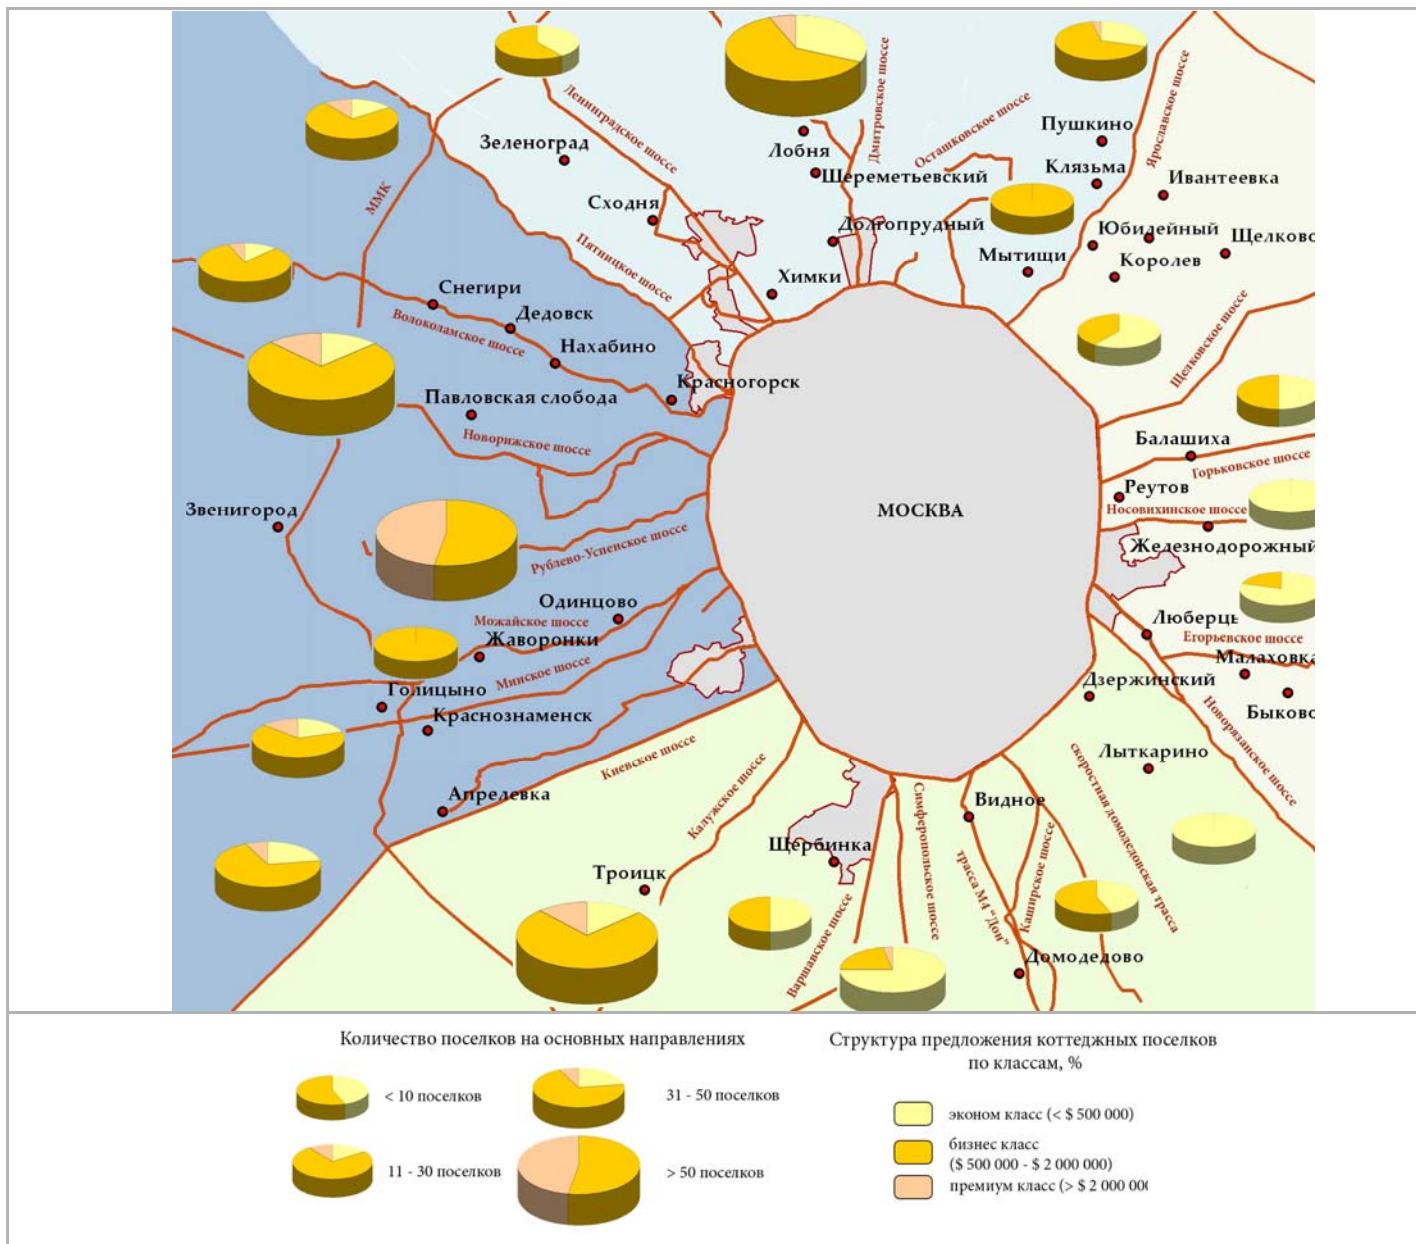 Ленинградское шоссе
Дмитровское шоссе
Осташковское шоссе
Ярославское шоссе
Пушкино
Зеленоград
Лобня
Клязьма
Шереметьевский
Ивантеевка
ММК
Сходня
Долгопрудный
Юбилейный
Щелково
Пятницкое шоссе
Мытищи
Королев
Химки
Снегири
Дедовск
Волоколамское шоссе
Нахабино
Щелковское шоссе
Красногорск
Павловская слобода
Новорижское шоссе
Балашиха
Горьковское шоссе
Реутов
Звенигород
МОСКВА
Носовихинское шоссе
Рублево-Успенское шоссе
Железнодорожный
Одинцово
Можайское шоссе
Жаворонки
Люберцы
Егорьевское шоссе
Минское шоссе
Малаховка
Голицыно
Дзержинский
Краснознаменск
Быково
Новорязанское шоссе
Киевское шоссе
Лыткарино
скоростная домодедовская трасса
Калужское шоссе
Апрелевка
Видное
Симферопольское шоссе
Щербинка
Троицк
трасса М4 “Дон”
Каширское шоссе
Варшавское шоссе
Домодедово
Количество поселков на основных направлениях
< 10 поселков
31 - 50 поселков
11 - 30 поселков
> 50 поселков
Структура предложения коттеджных поселков
по классам, %
эконом класс (< $ 500 000)
бизнес класс
($ 500 000 - $ 2 000 000)
премиум класс (> $ 2 000 000